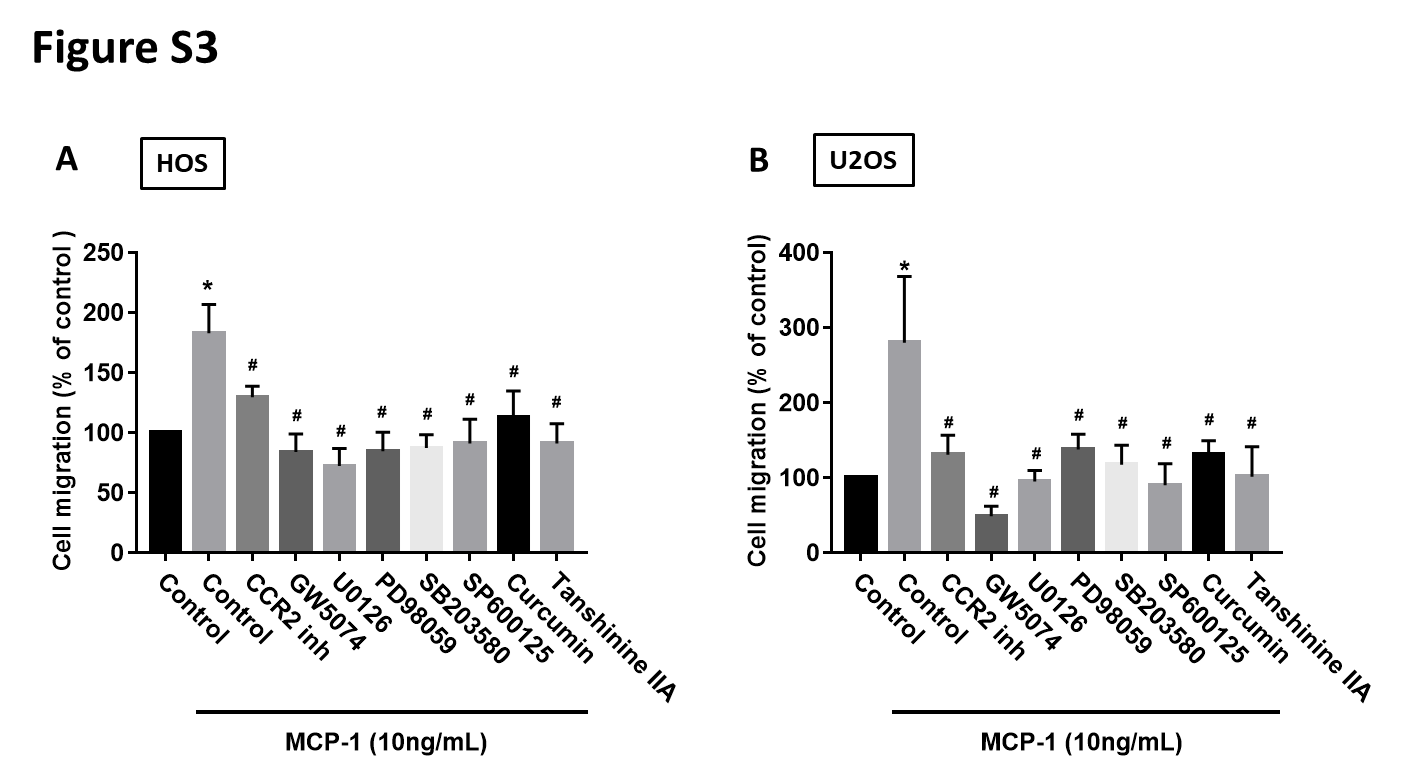 Figure S3
A
HOS
Cell migration (% of control )
250
200
150
100
50
0
*
#
#
#
#
#
#
#
#
Control
Control
CCR2 inh
GW5074
U0126
PD98059
SB203580
SP600125
Curcumin
Tanshinine IIA
MCP-1 (10ng/mL)
B
U2OS
Cell migration (% of control)
400
300
200
100
0
*
#
#
#
#
#
#
#
#
Control
Control
CCR2 inh
GW5074
U0126
PD98059
SB203580
SP600125
Curcumin
Tanshinine IIA
MCP-1 (10ng/mL)